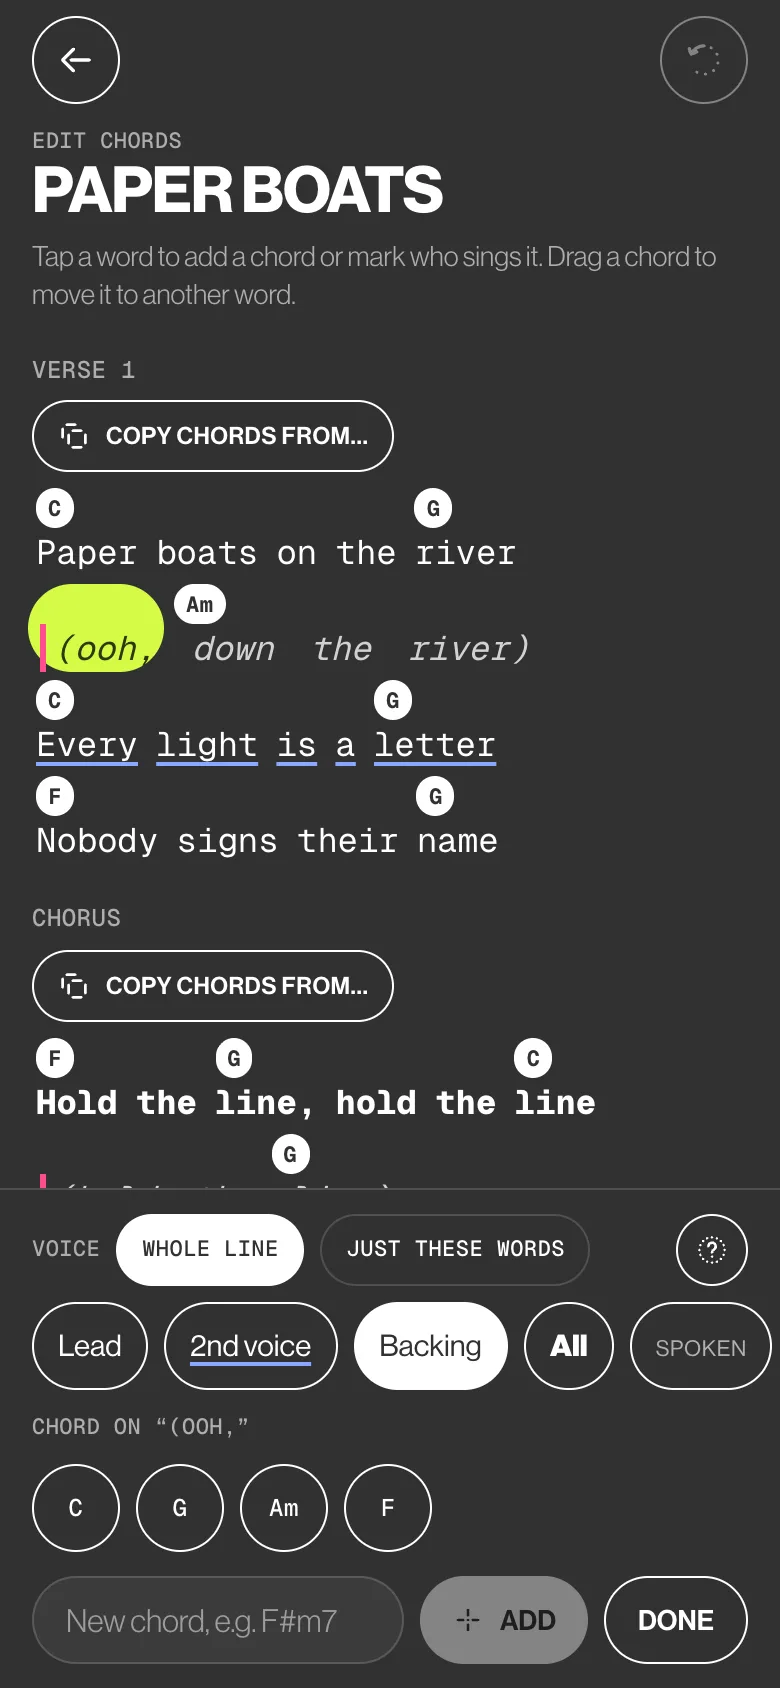 EDIT CHORDS
PAPER BOATS
Tap a word to add a chord or mark who sings it. Drag a chord to
move it to another word.
VERSE 1
COPY CHORDS FROM...
C G
Paper boats on the river
Am
(ooh, down the river)
C G
Every light is a letter
F G
Nobody signs their name
CHORUS
COPY CHORDS FROM...
F G C
Hold the line, hold the line
G
VOICE WHOLE LINE JUST THESE WORDS ?
Lead 2nd voice Backing All SPOKEN
CHORD ON “(OOH,”
C G Am F
New chord, e.g. F#m7 ADD DONE